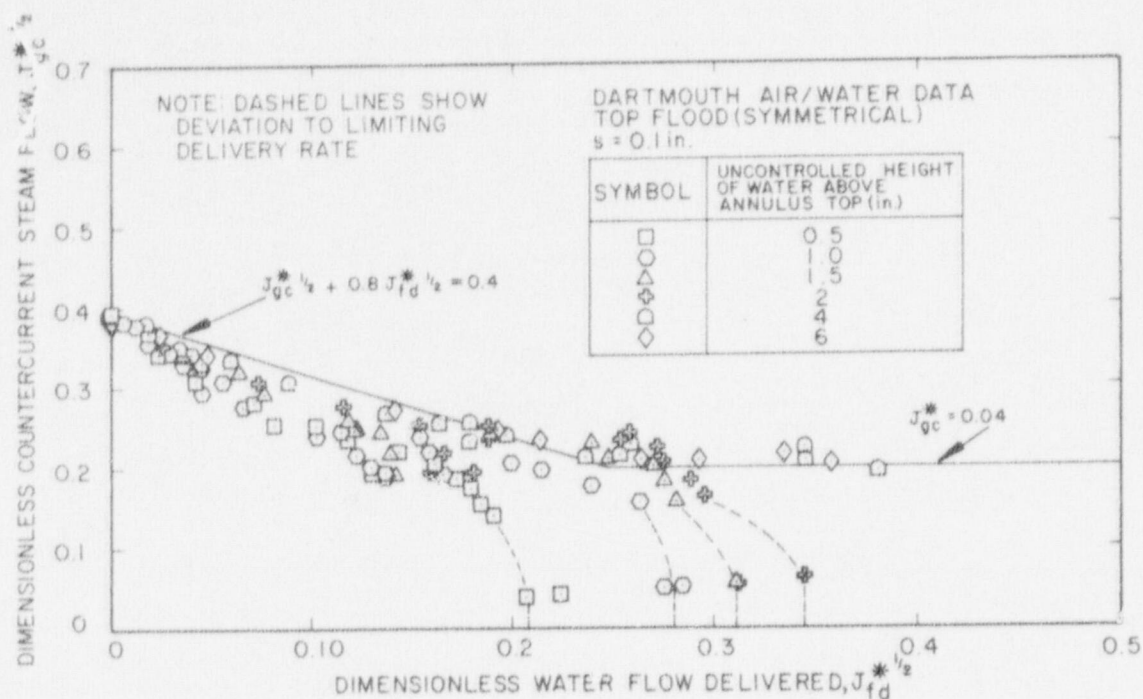 DIMENSIONLESS COUNTERCURRENT STEAM FLOW, J*gc 1/2
0.7
0.6
0.5
0.4
0.3
0.2
0.1
0
NOTE: DASHED LINES SHOW
DEVIATION TO LIMITING
DELIVERY RATE
DARTMOUTH AIR/WATER DATA
TOP FLOOD (SYMMETRICAL)
s = 0.1 in.
SYMBOL
UNCONTROLLED HEIGHT
OF WATER ABOVE
ANNULUS TOP (in.)
0.5
1.0
1.5
2
4
6
J*gc 1/2 + 0.8 J*fd 1/2 = 0.4
J*gc = 0.04
0
0.10
0.2
0.3
0.4
0.5
DIMENSIONLESS WATER FLOW DELIVERED, J*fd 1/2